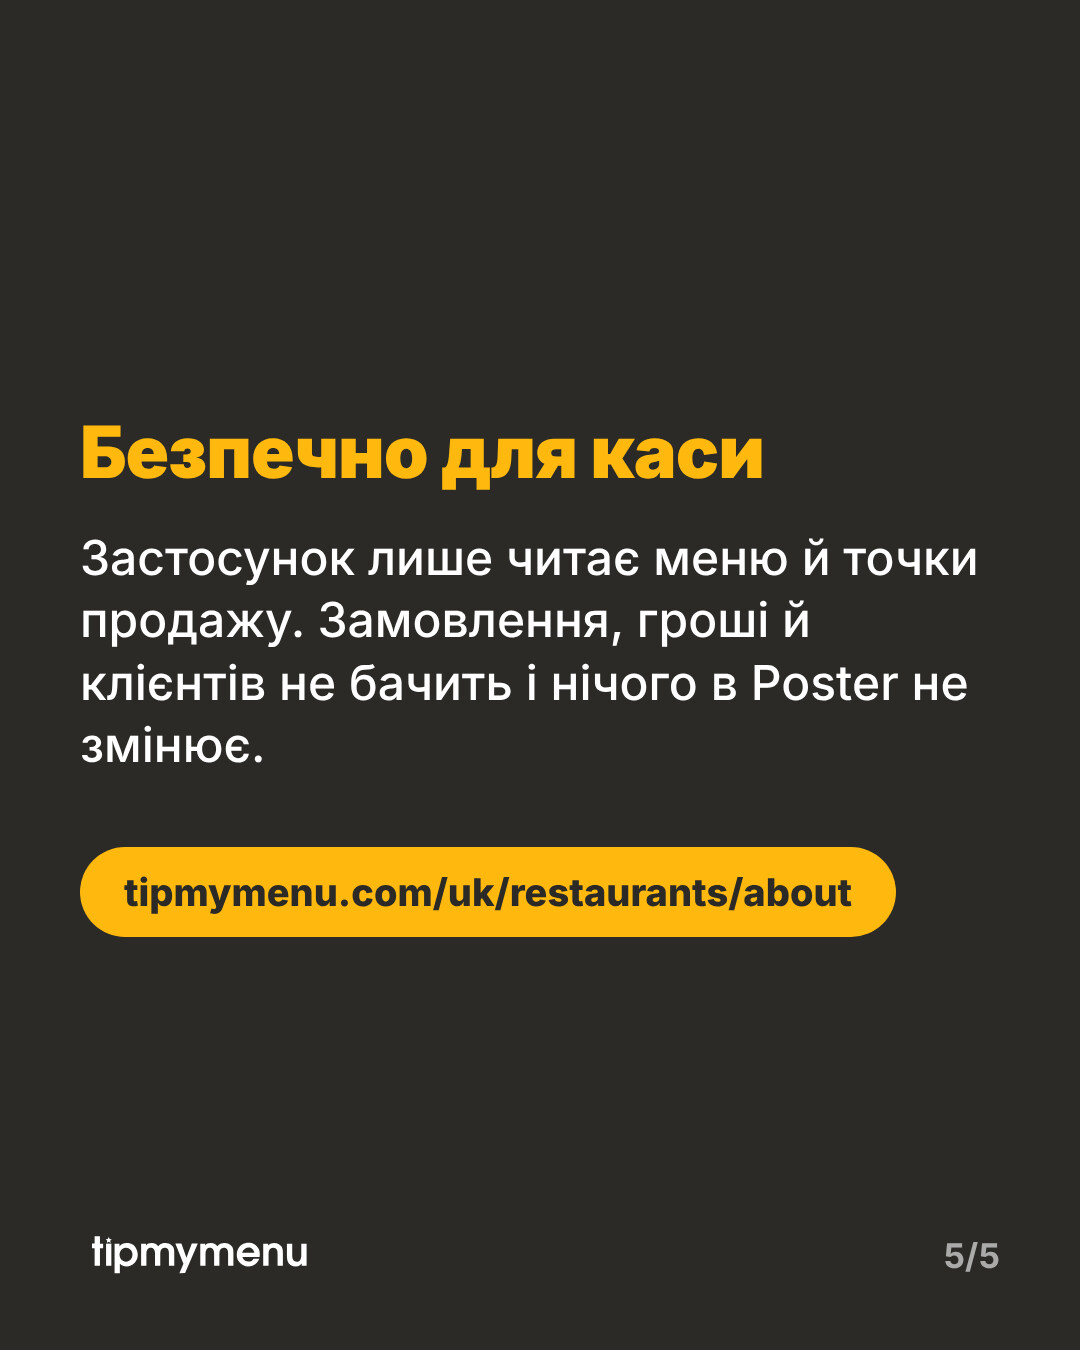 Безпечно для каси
Застосунок лише читає меню й точки
продажу. Замовлення, гроші й
клієнтів не бачить і нічого в Poster не
змінює.
tipmymenu.com/uk/restaurants/about
tipmymenu
5/5